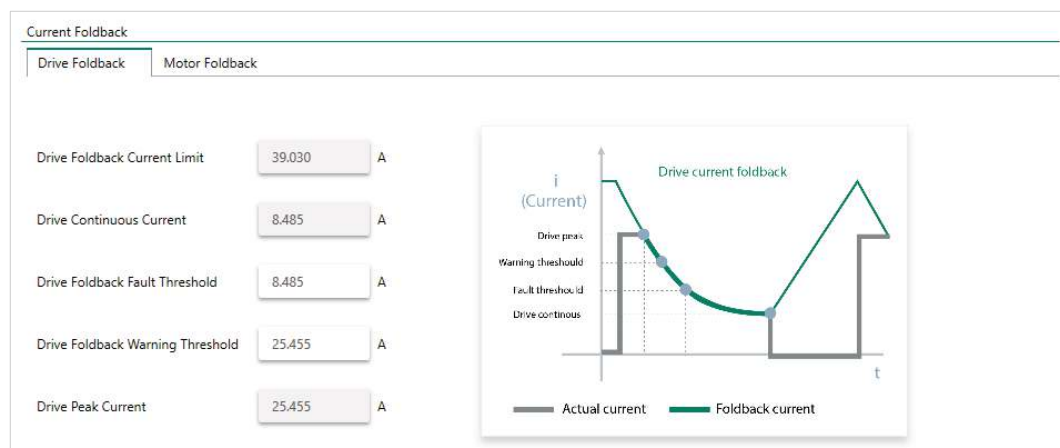 Current Foldback
Drive Foldback
Motor Foldback
Drive Foldback Current Limit 39.030 A
Drive Continuous Current 8.485 A
Drive Foldback Fault Threshold 8.485 A
Drive Foldback Warning Threshold 25.455 A
Drive Peak Current 25.455 A
Drive current foldback
i
(Current)
Drive peak
Warning threshould
Fault threshould
Drive continous
t
Actual current
Foldback current